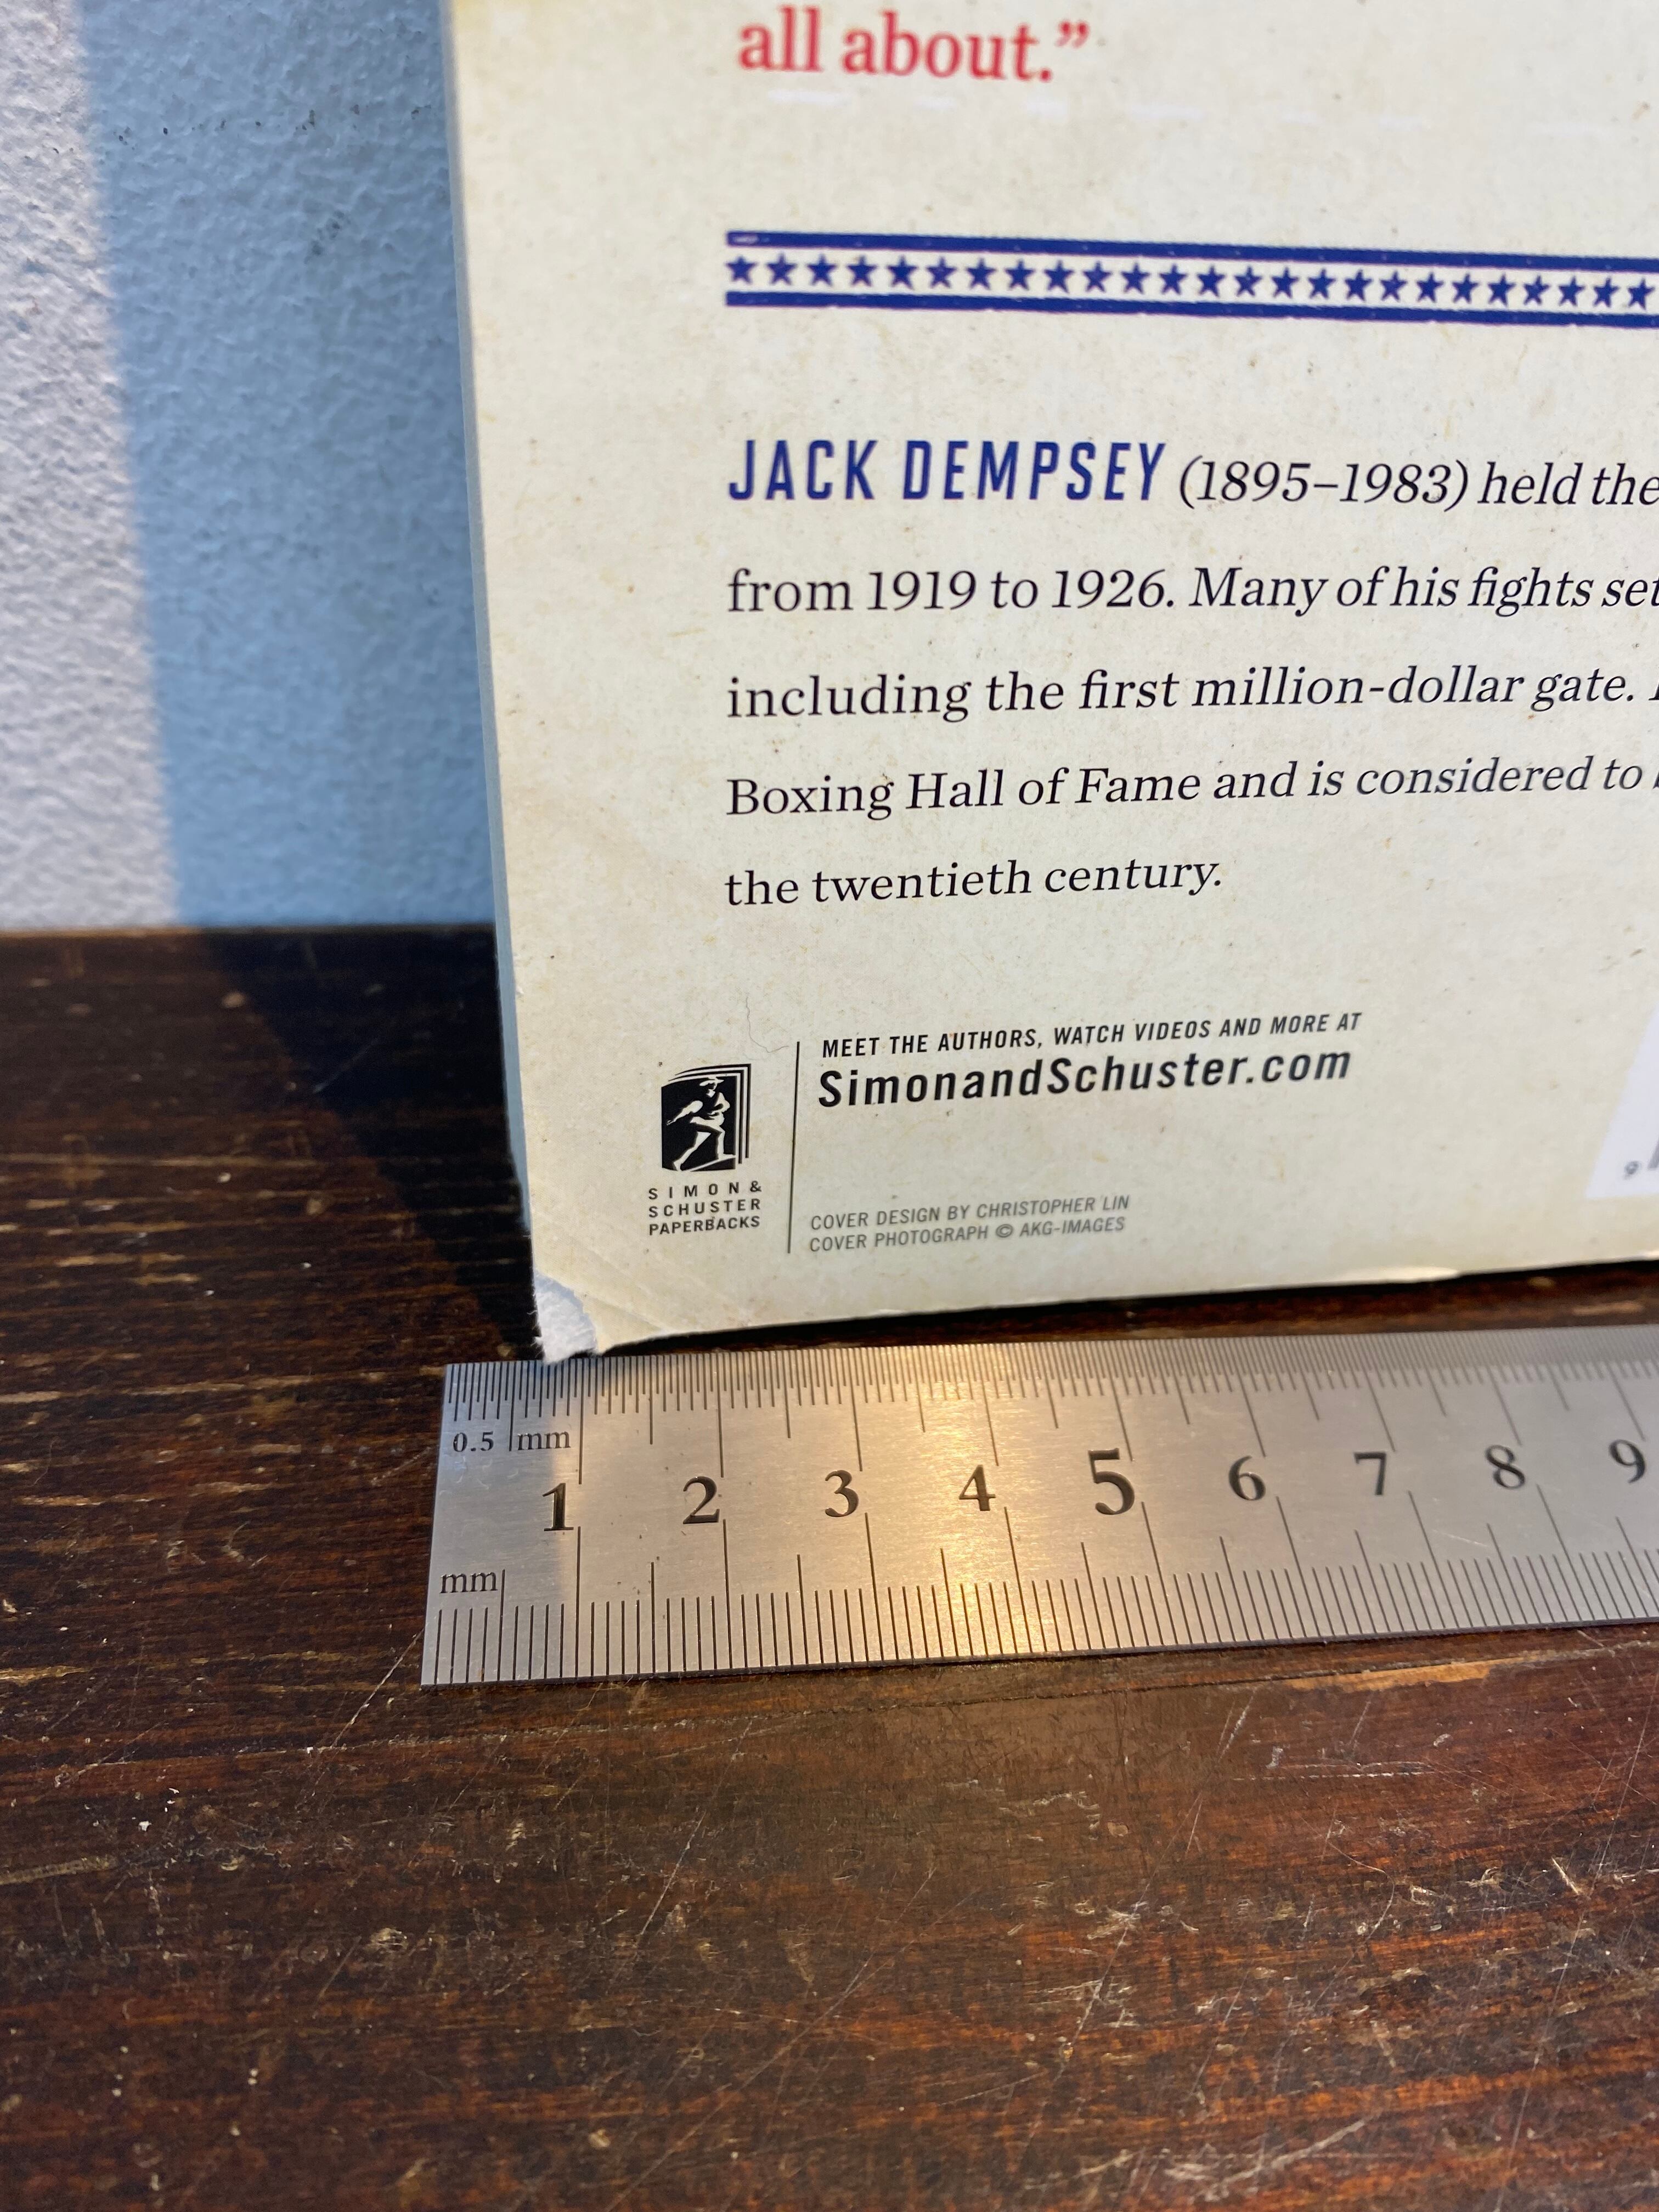 all about.”
JACK DEMPSEY (1895–1983) held the
from 1919 to 1926. Many of his fights set
including the first million-dollar gate.
Boxing Hall of Fame and is considered to
the twentieth century.
MEET THE AUTHORS, WATCH VIDEOS AND MORE AT
SimonandSchuster.com
SIMON &
SCHUSTER
PAPERBACKS
COVER DESIGN BY CHRISTOPHER LIN
COVER PHOTOGRAPH © AKG-IMAGES
9
0.5 mm
1 2 3 4 5 6 7 8 9
mm